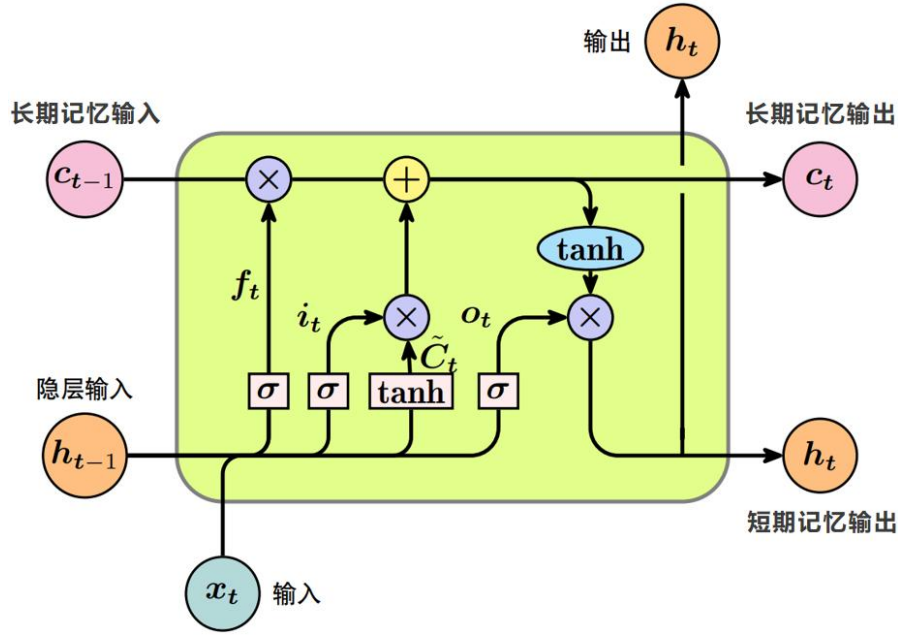 输出
h_t
长期记忆输入
长期记忆输出
c_{t-1}
×
+
c_t
tanh
f_t
i_t
×
o_t
×
C̃_t
隐层输入
σ
σ
tanh
σ
h_{t-1}
h_t
短期记忆输出
x_t
输入